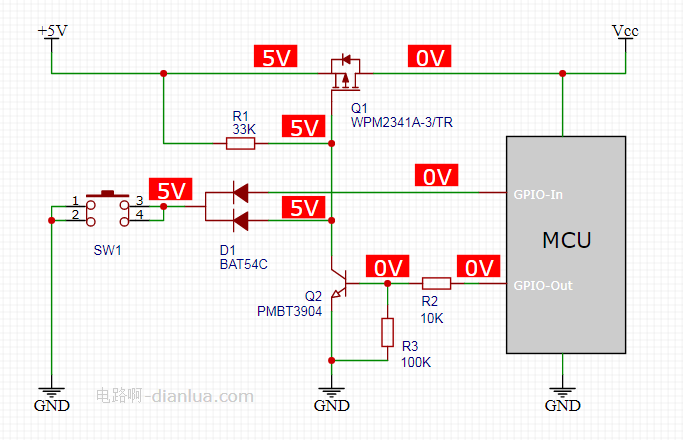 +5V
Vcc
5V
0V
Q1
WPM2341A-3/TR
R1
33K
5V
0V
GPIO-In
1
2
3
4
5V
5V
SW1
D1
BAT54C
MCU
0V
0V
GPIO-Out
Q2
PMBT3904
R2
10K
R3
100K
GND
电路啊-dianlua.com
GND
GND